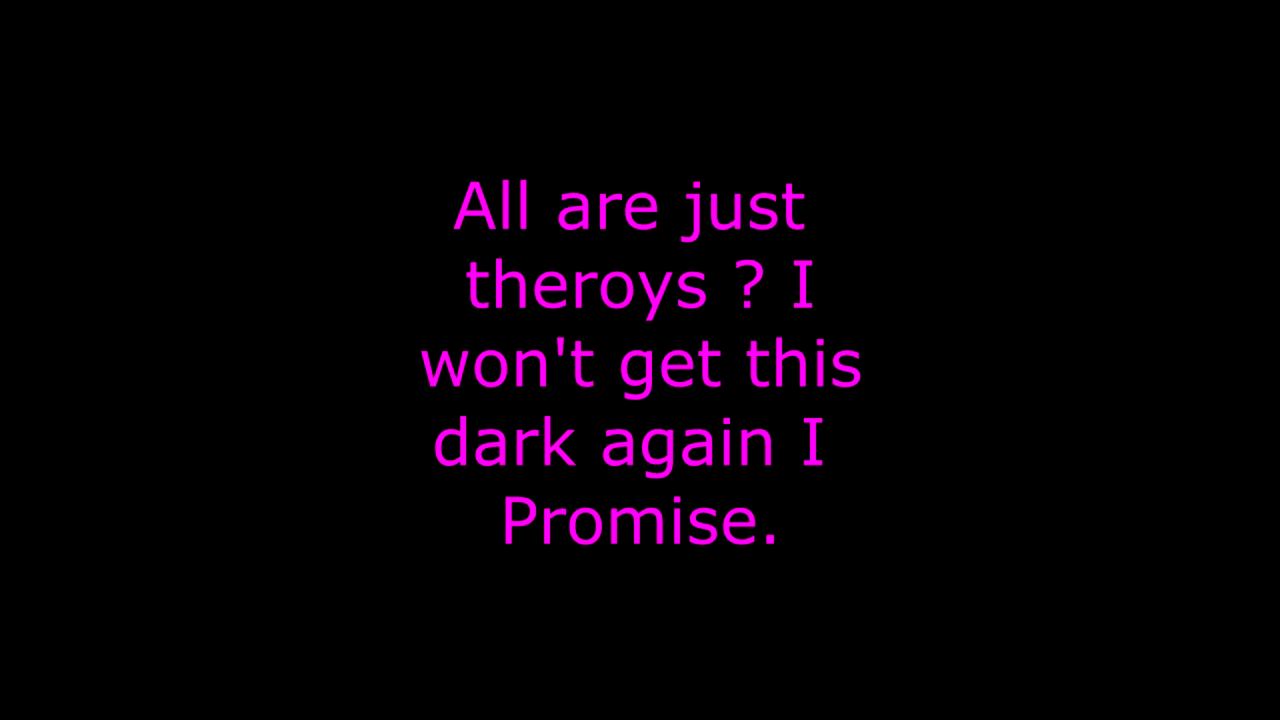 All are just
theroys ? I
won't get this
dark again I
Promise.